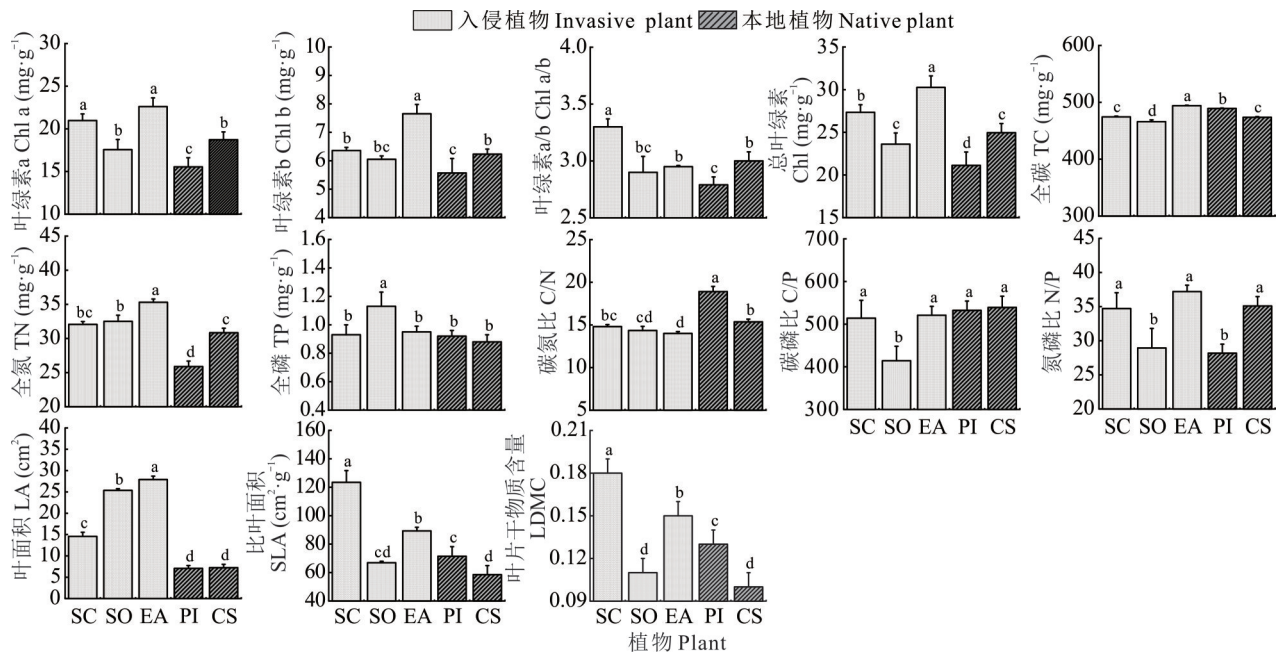 入侵植物 Invasive plant 本地植物 Native plant
叶绿素a Chl a (mg·g⁻¹)
30
25
20
15
10
a
b
a
c
b
叶绿素b Chl b (mg·g⁻¹)
10
9
8
7
6
5
4
b
b
a
c
b
叶绿素a/b Chl a/b
4.0
3.5
3.0
2.5
a
bc
b
c
b
总叶绿素
Chl (mg·g⁻¹)
35
30
25
20
15
b
c
a
d
c
全碳 TC (mg·g⁻¹)
600
500
400
300
c
d
a
b
c
全氮 TN (mg·g⁻¹)
45
40
35
30
25
20
bc
b
a
d
c
全磷 TP (mg·g⁻¹)
1.6
1.4
1.2
1.0
0.8
0.6
0.4
b
a
b
b
b
碳氮比 C/N
25
20
15
10
5
bc
cd
d
a
b
碳磷比 C/P
700
600
500
400
300
a
b
a
a
a
SC SO EA PI CS
氮磷比 N/P
45
40
35
30
25
20
a
b
a
b
a
SC SO EA PI CS
叶面积 LA (cm²)
40
35
30
25
20
15
10
5
0
c
b
a
d
d
SC SO EA PI CS
比叶面积
SLA (cm²·g⁻¹)
160
140
120
100
80
60
40
a
cd
b
c
d
SC SO EA PI CS
叶片干物质含量
LDMC
0.21
0.18
0.15
0.12
0.09
a
d
b
c
d
SC SO EA PI CS
植物 Plant